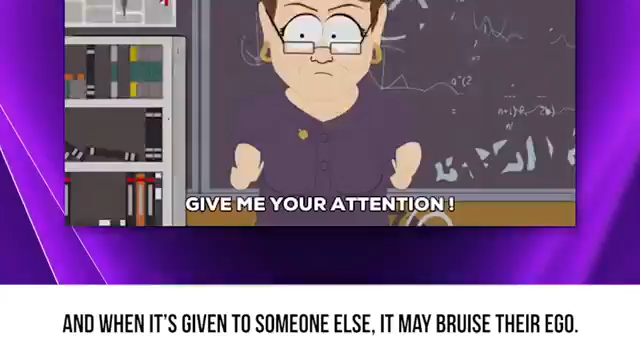 GIVE ME YOUR ATTENTION !
AND WHEN IT'S GIVEN TO SOMEONE ELSE, IT MAY BRUISE THEIR EGO.